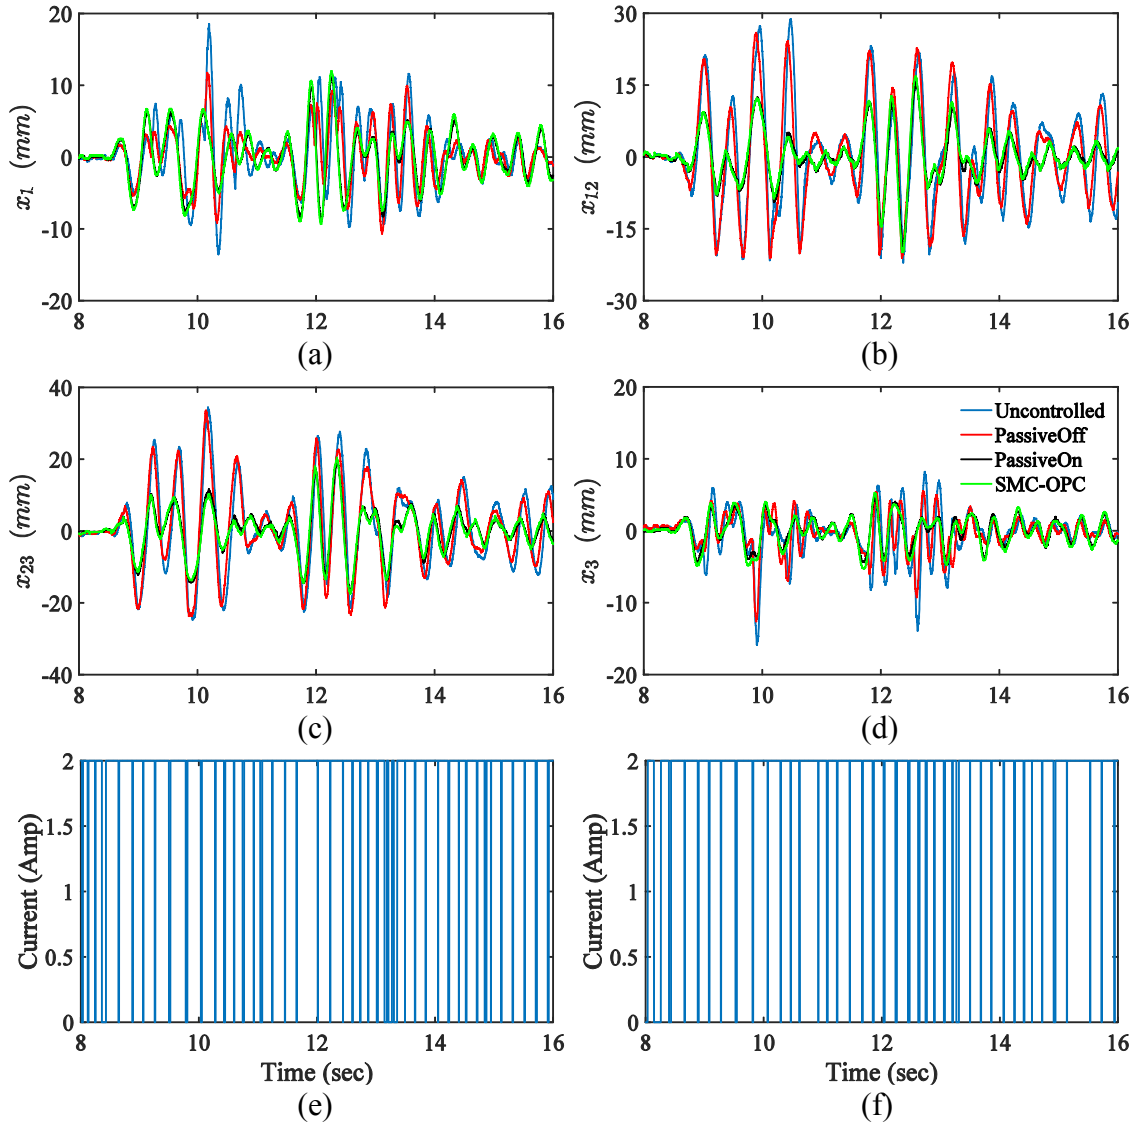 20
10
0
-10
-20
x1 (mm)
8 10 12 14 16
(a)
30
15
0
-15
-30
x12 (mm)
8 10 12 14 16
(b)
40
20
0
-20
-40
x23 (mm)
8 10 12 14 16
(c)
20
10
0
-10
-20
x3 (mm)
Uncontrolled
PassiveOff
PassiveOn
SMC-OPC
8 10 12 14 16
(d)
2
1.5
1
0.5
0
Current (Amp)
8 10 12 14 16
Time (sec)
(e)
2
1.5
1
0.5
0
Current (Amp)
8 10 12 14 16
Time (sec)
(f)